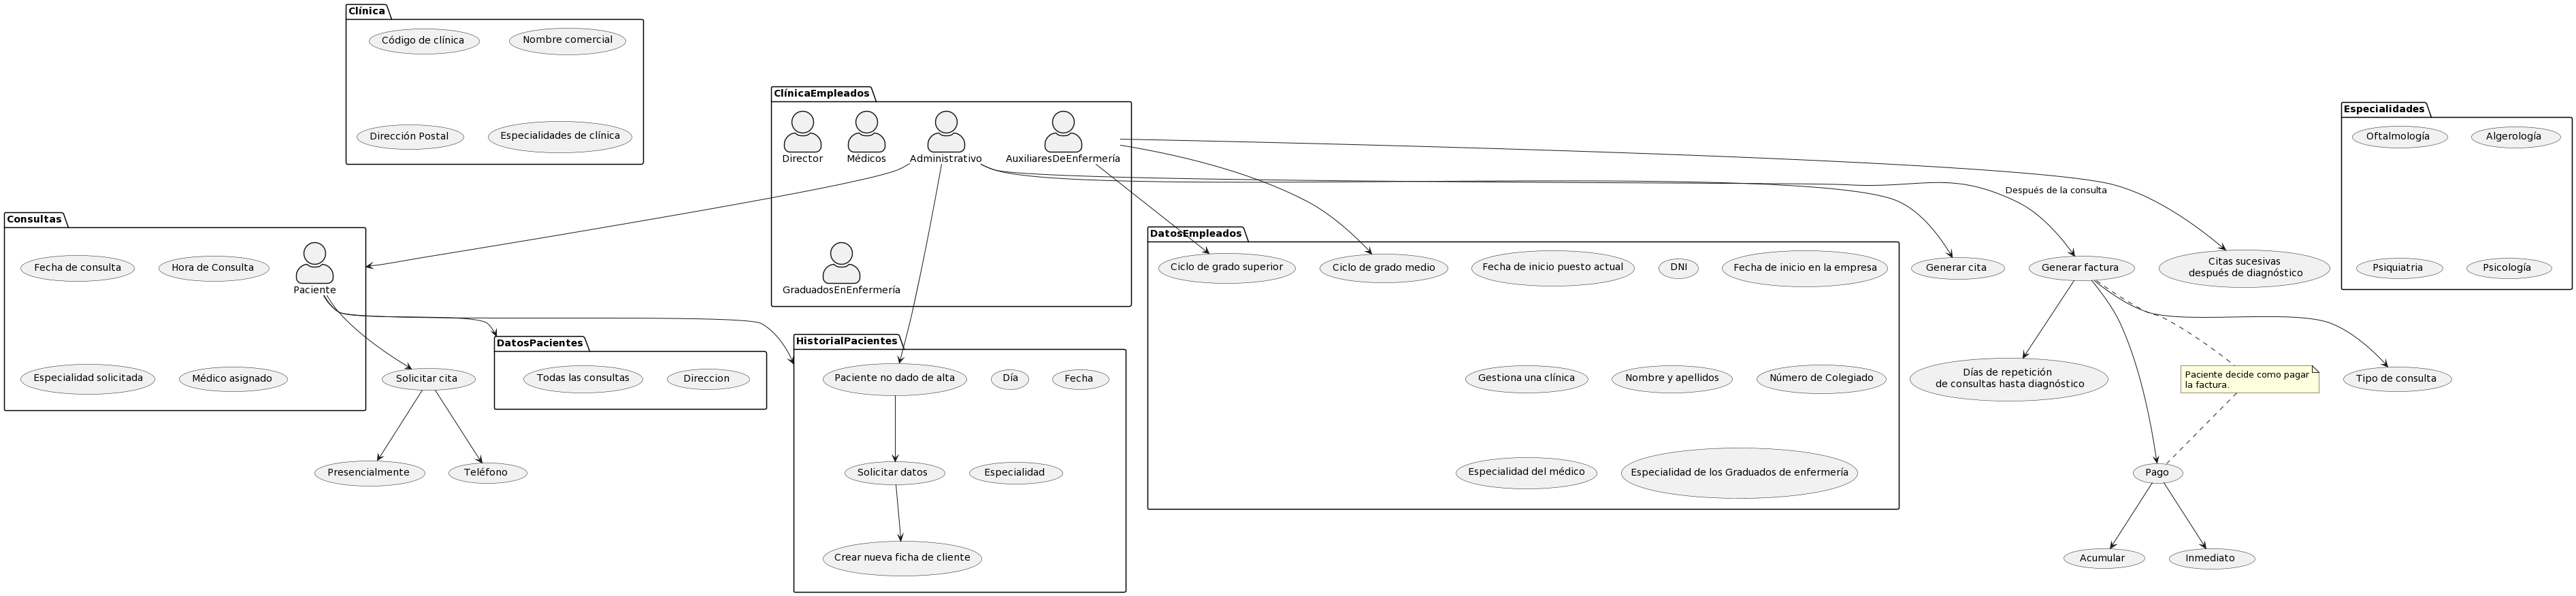 Clínica
Código de clínica
Nombre comercial
Dirección Postal
Especialidades de clínica
ClínicaEmpleados
Director
Médicos
Administrativo
AuxiliaresDeEnfermería
GraduadosEnEnfermería
Especialidades
Oftalmología
Algerología
Psiquiatria
Psicología
Después de la consulta
Consultas
Fecha de consulta
Hora de Consulta
Paciente
Especialidad solicitada
Médico asignado
DatosEmpleados
Ciclo de grado superior
Ciclo de grado medio
Fecha de inicio puesto actual
DNI
Fecha de inicio en la empresa
Gestiona una clínica
Nombre y apellidos
Número de Colegiado
Especialidad del médico
Especialidad de los Graduados de enfermería
Generar cita
Generar factura
Citas sucesivas
después de diagnóstico
Solicitar cita
Presencialmente
Teléfono
DatosPacientes
Todas las consultas
Direccion
HistorialPacientes
Paciente no dado de alta
Día
Fecha
Solicitar datos
Especialidad
Crear nueva ficha de cliente
Días de repetición
de consultas hasta diagnóstico
Paciente decide como pagar
la factura.
Tipo de consulta
Pago
Acumular
Inmediato